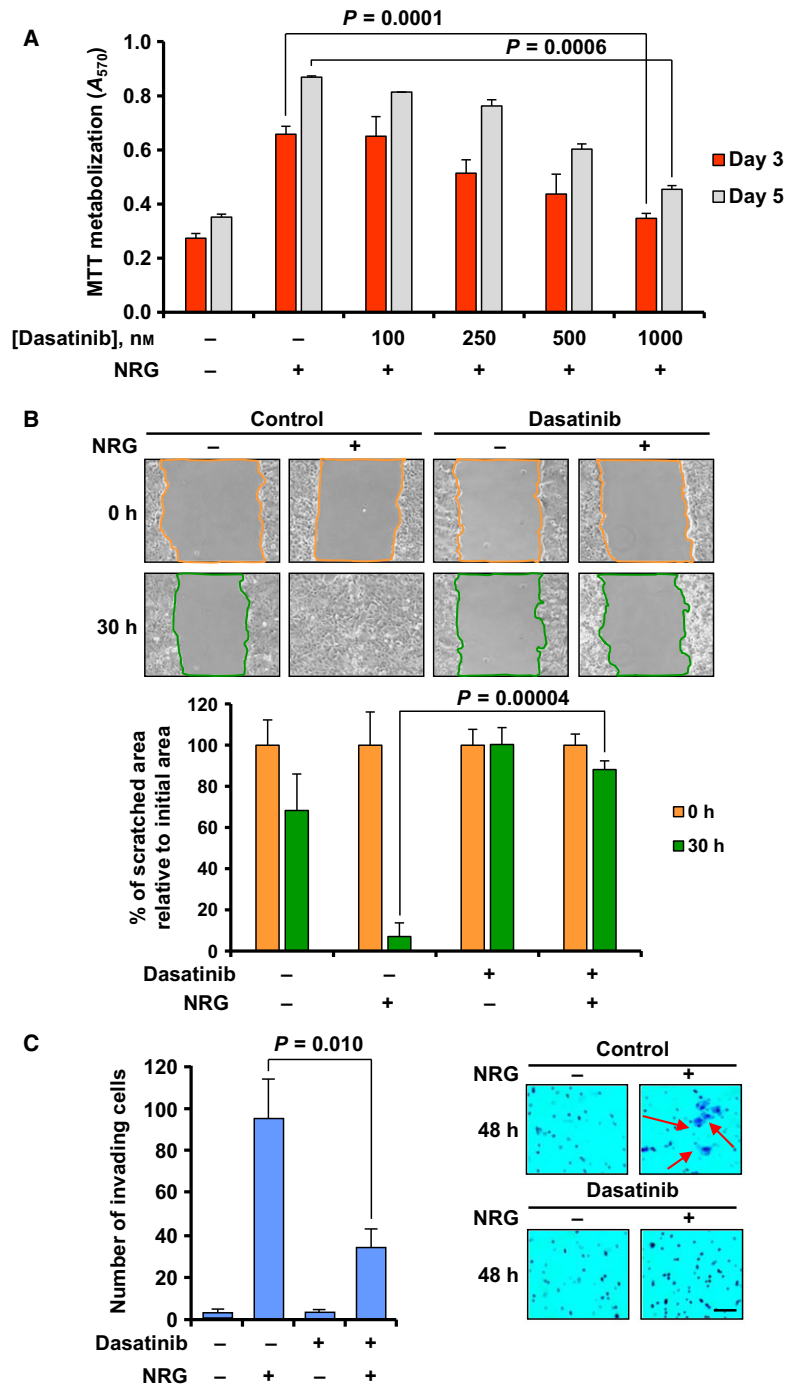 A
P = 0.0001
P = 0.0006
MTT metabolization (A570)
1.0
0.8
0.6
0.4
0.2
0.0
Day 3
Day 5
[Dasatinib], nM – – 100 250 500 1000
NRG – + + + + +
B
Control Dasatinib
NRG – + – +
0 h
30 h
P = 0.00004
% of scratched area
relative to initial area
120
100
80
60
40
20
0
0 h
30 h
Dasatinib – – + +
NRG – + – +
C
P = 0.010
Number of invading cells
120
100
80
60
40
20
0
Dasatinib – – + +
NRG – + – +
Control
NRG – +
48 h
Dasatinib
NRG – +
48 h